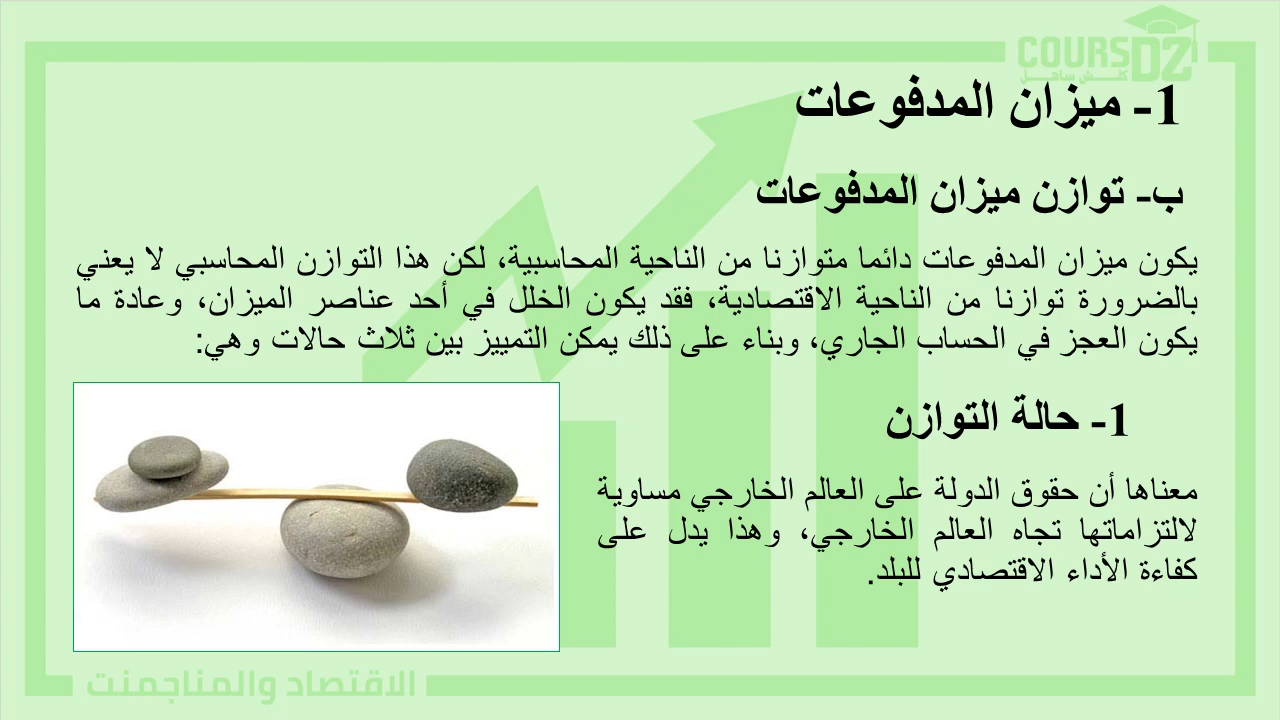 COURSDZ
كلش ساهل
1- ميزان المدفوعات
ب- توازن ميزان المدفوعات
يكون ميزان المدفوعات دائما متوازنا من الناحية المحاسبية، لكن هذا التوازن المحاسبي لا يعني
بالضرورة توازنا من الناحية الاقتصادية، فقد يكون الخلل في أحد عناصر الميزان، وعادة ما
يكون العجز في الحساب الجاري، وبناء على ذلك يمكن التمييز بين ثلاث حالات وهي:
1- حالة التوازن
معناها أن حقوق الدولة على العالم الخارجي مساوية
لالتزاماتها تجاه العالم الخارجي، وهذا يدل على
كفاءة الأداء الاقتصادي للبلد.
الاقتصاد والمناجمنت